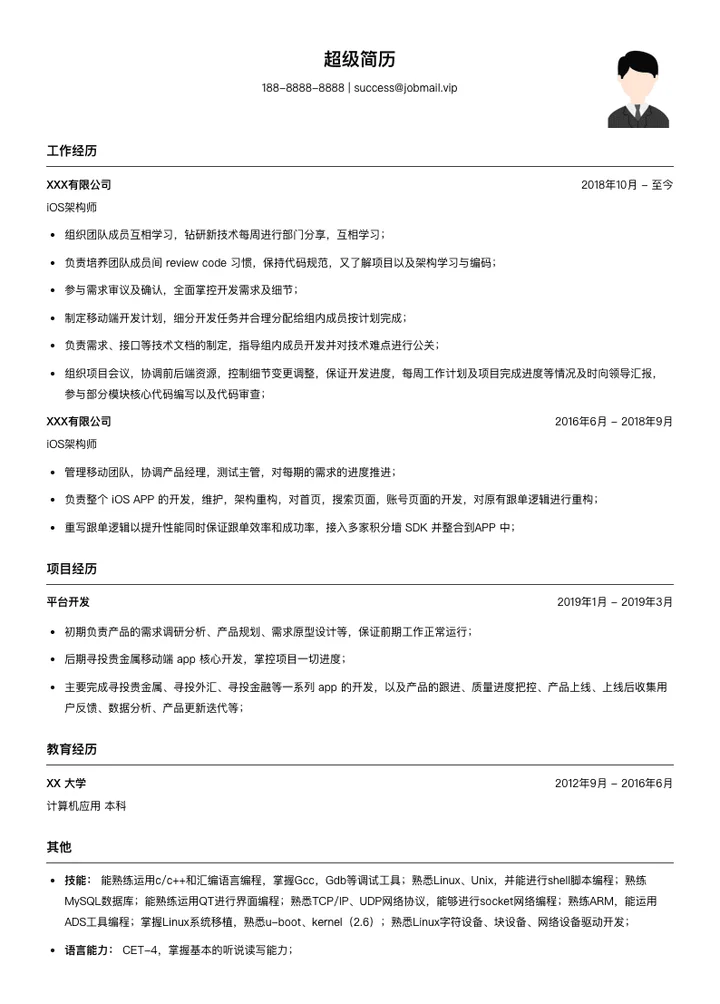 超级简历
188-8888-8888 | success@jobmail.vip
工作经历
XXX有限公司 2018年10月 – 至今
iOS架构师
• 组织团队成员互相学习，钻研新技术每周进行部门分享，互相学习；
• 负责培养团队成员间 review code 习惯，保持代码规范，又了解项目以及架构学习与编码；
• 参与需求审议及确认，全面掌控开发需求及细节；
• 制定移动端开发计划，细分开发任务并合理分配给组内成员按计划完成；
• 负责需求、接口等技术文档的制定，指导组内成员开发并对技术难点进行公关；
• 组织项目会议，协调前后端资源，控制细节变更调整，保证开发进度，每周工作计划及项目完成进度等情况及时向领导汇报，
参与部分模块核心代码编写以及代码审查；
XXX有限公司 2016年6月 – 2018年9月
iOS架构师
• 管理移动团队，协调产品经理，测试主管，对每期的需求的进度推进；
• 负责整个 iOS APP 的开发，维护，架构重构，对首页，搜索页面，账号页面的开发，对原有跟单逻辑进行重构；
• 重写跟单逻辑以提升性能同时保证跟单效率和成功率，接入多家积分墙 SDK 并整合到APP 中；
项目经历
平台开发 2019年1月 – 2019年3月
• 初期负责产品的需求调研分析、产品规划、需求原型设计等，保证前期工作正常运行；
• 后期寻投贵金属移动端 app 核心开发，掌控项目一切进度；
• 主要完成寻投贵金属、寻投外汇、寻投金融等一系列 app 的开发，以及产品的跟进、质量进度把控、产品上线、上线后收集用
户反馈、数据分析、产品更新迭代等；
教育经历
XX 大学 2012年9月 – 2016年6月
计算机应用 本科
其他
• 技能： 能熟练运用c/c++和汇编语言编程，掌握Gcc，Gdb等调试工具；熟悉Linux、Unix，并能进行shell脚本编程；熟练
MySQL数据库；能熟练运用QT进行界面编程；熟悉TCP/IP、UDP网络协议，能够进行socket网络编程；熟练ARM，能运用
ADS工具编程；掌握Linux系统移植，熟悉u-boot、kernel（2.6）；熟悉Linux字符设备、块设备、网络设备驱动开发；
• 语言能力： CET-4，掌握基本的听说读写能力；